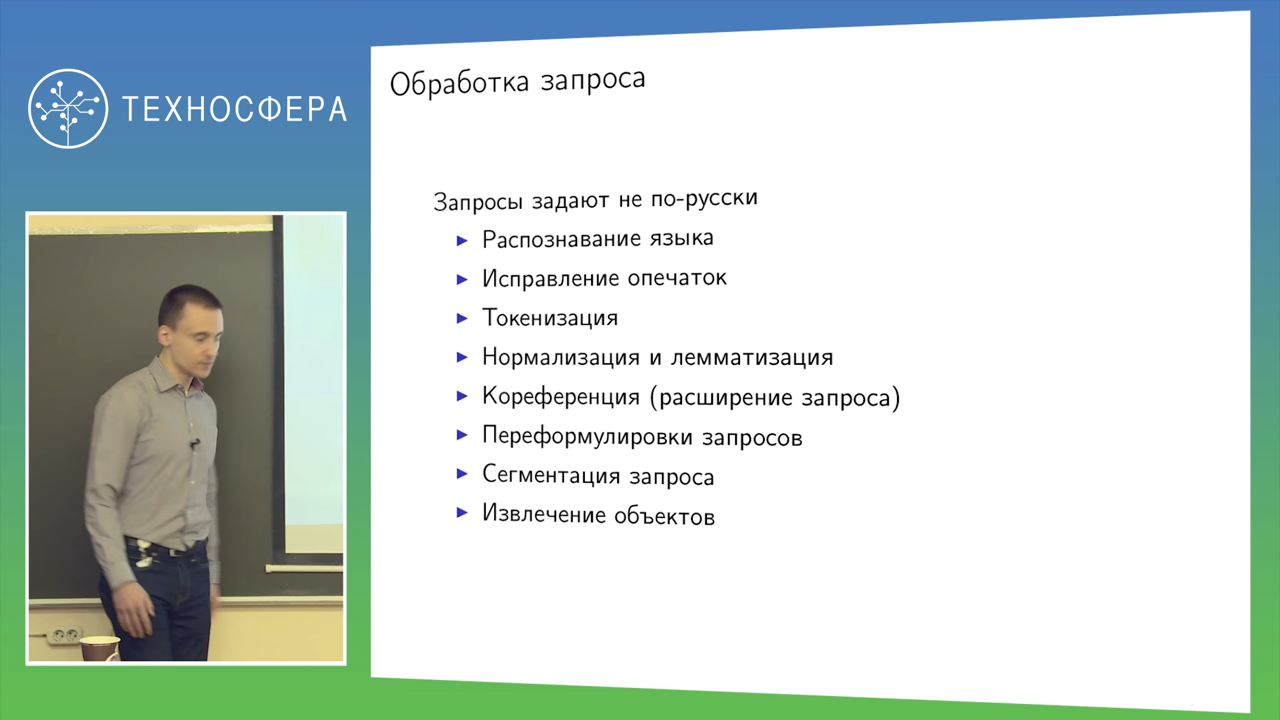 ТЕХНОСФЕРА
Обработка запроса
Запросы задают не по-русски
Распознавание языка
Исправление опечаток
Токенизация
Нормализация и лемматизация
Кореференция (расширение запроса)
Переформулировки запросов
Сегментация запроса
Извлечение объектов